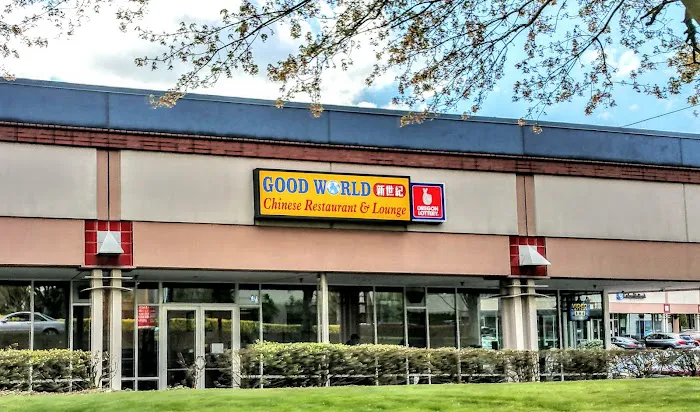 GOOD WORLD 新世紀
Chinese Restaurant & Lounge
OREGON
LOTTERY